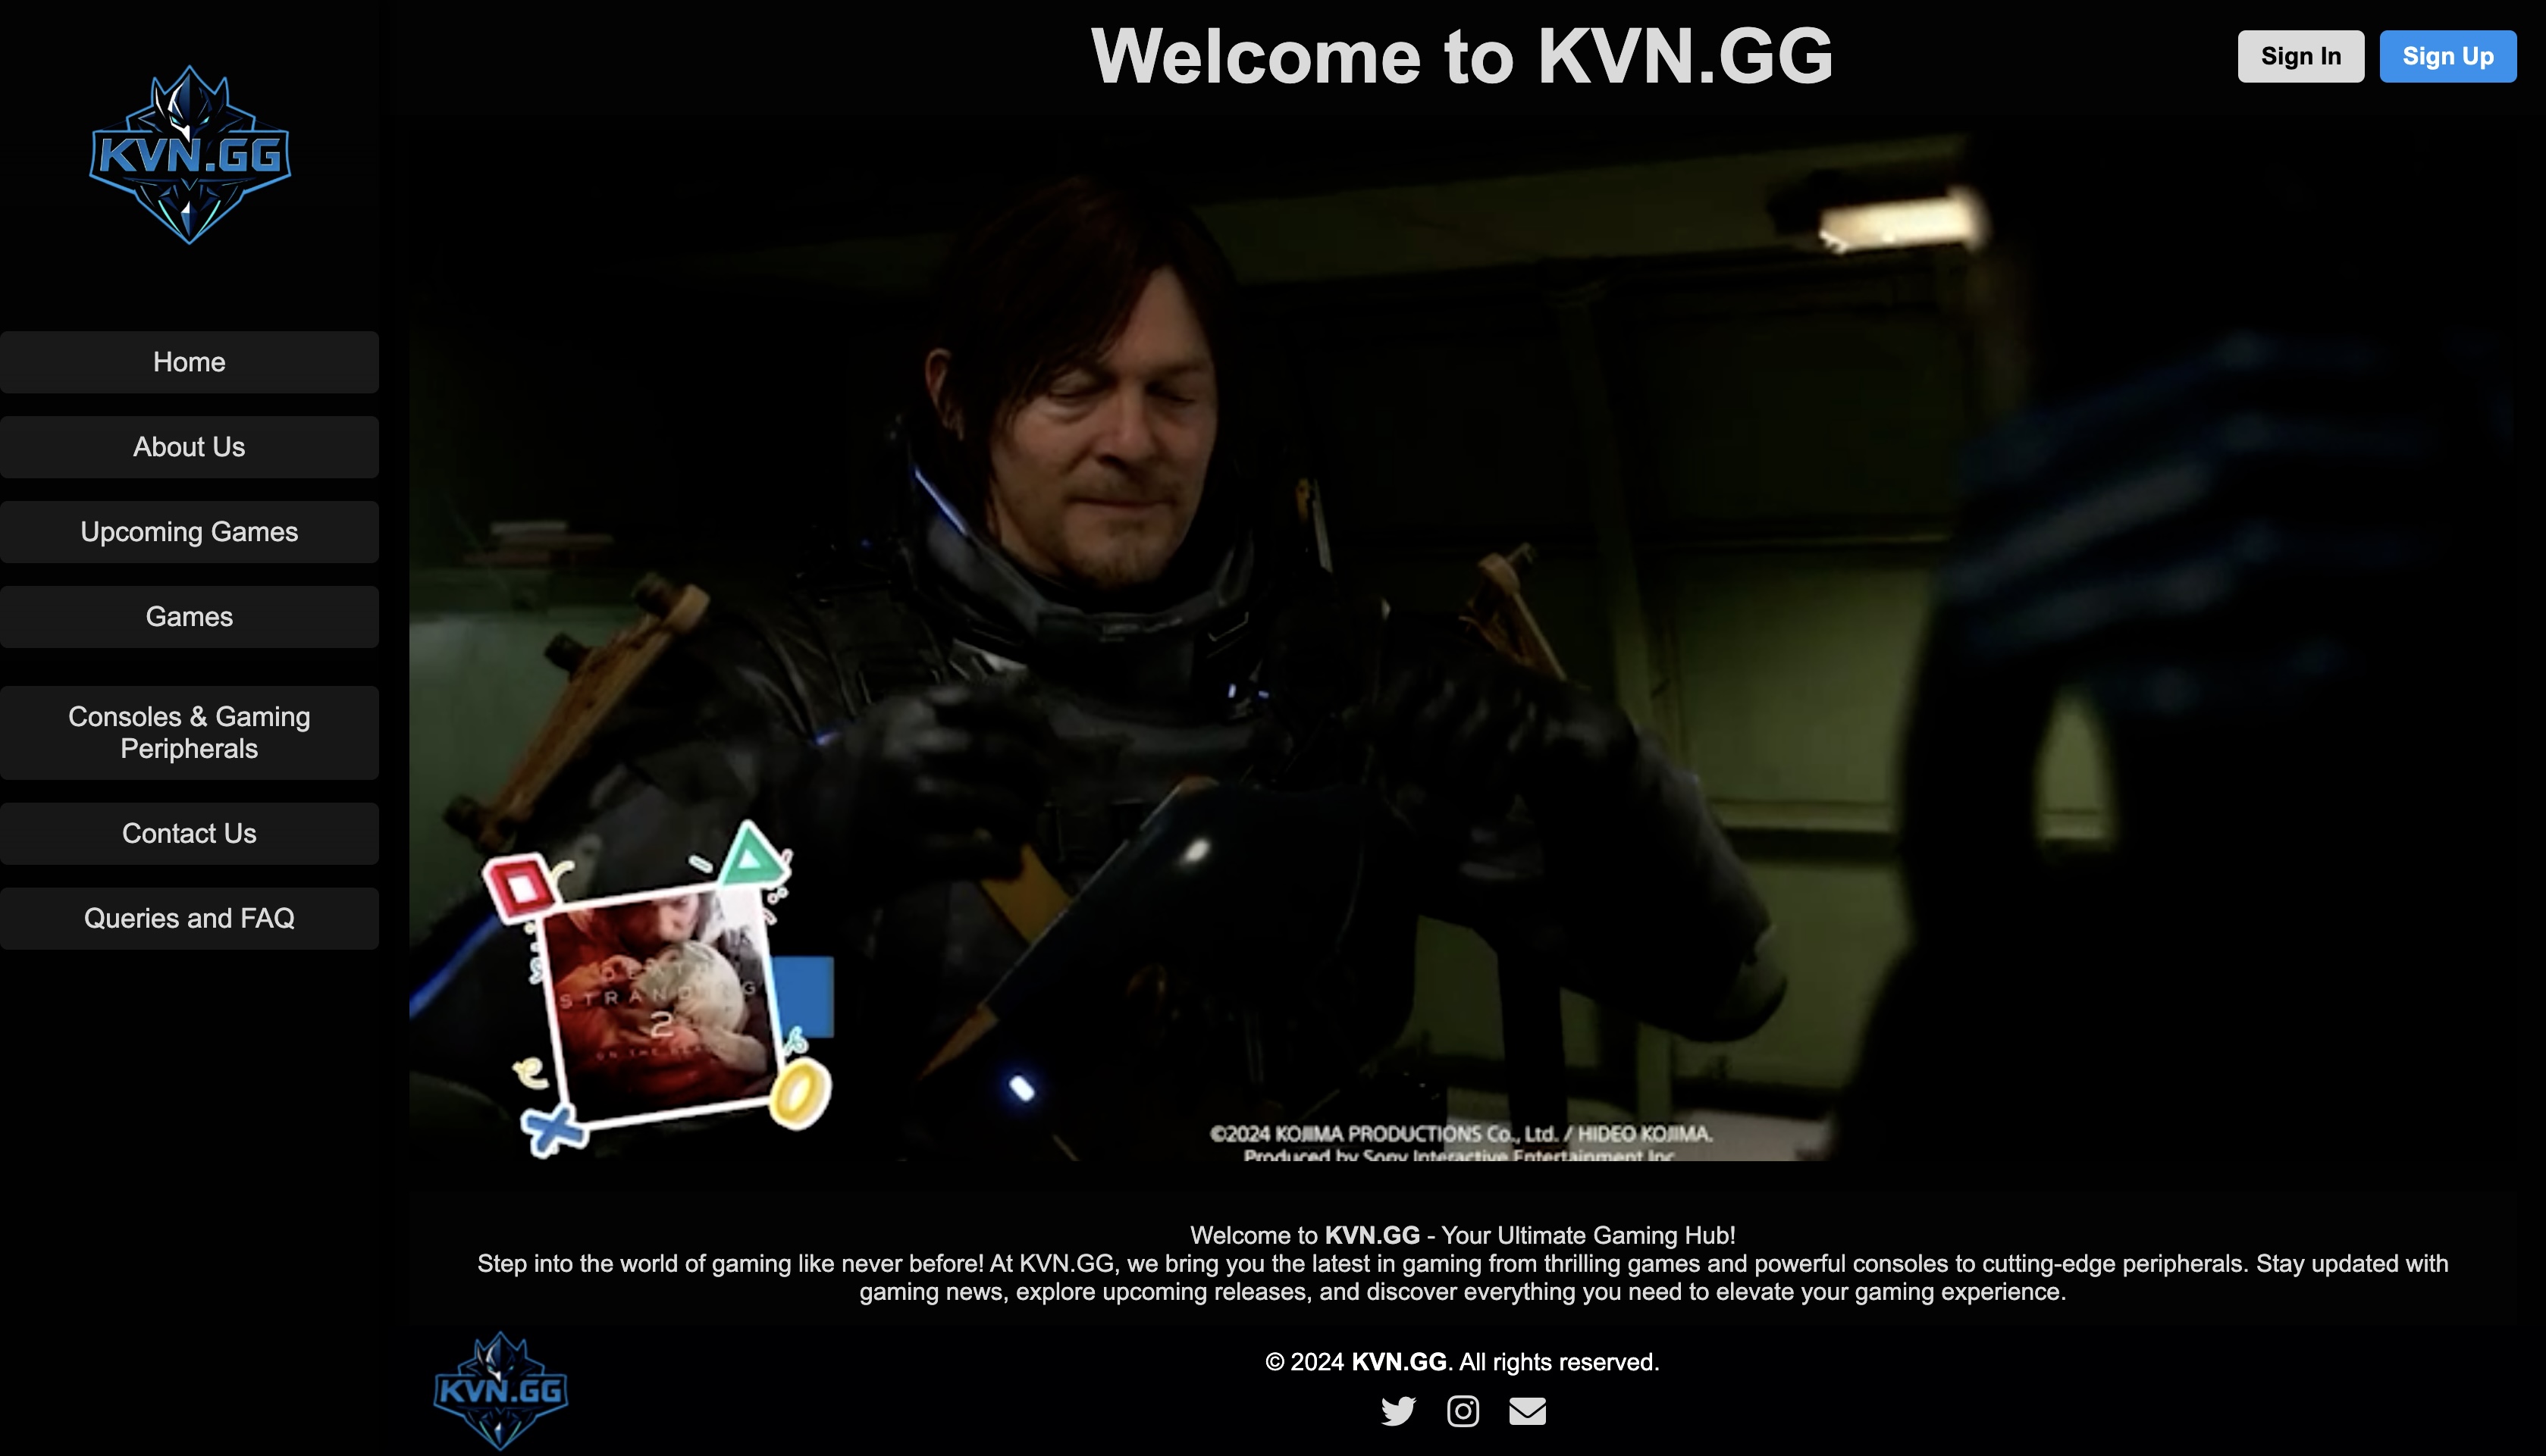 Welcome to KVN.GG
Sign In
Sign Up
KVN.GG
Home
About Us
Upcoming Games
Games
Consoles & Gaming
Peripherals
Contact Us
Queries and FAQ
STRANDING
2
©2024 KOJIMA PRODUCTIONS Co., Ltd. / HIDEO KOJIMA.
Produced by Sony Interactive Entertainment Inc.
Welcome to KVN.GG - Your Ultimate Gaming Hub!
Step into the world of gaming like never before! At KVN.GG, we bring you the latest in gaming from thrilling games and powerful consoles to cutting-edge peripherals. Stay updated with
gaming news, explore upcoming releases, and discover everything you need to elevate your gaming experience.
KVN.GG
© 2024 KVN.GG. All rights reserved.